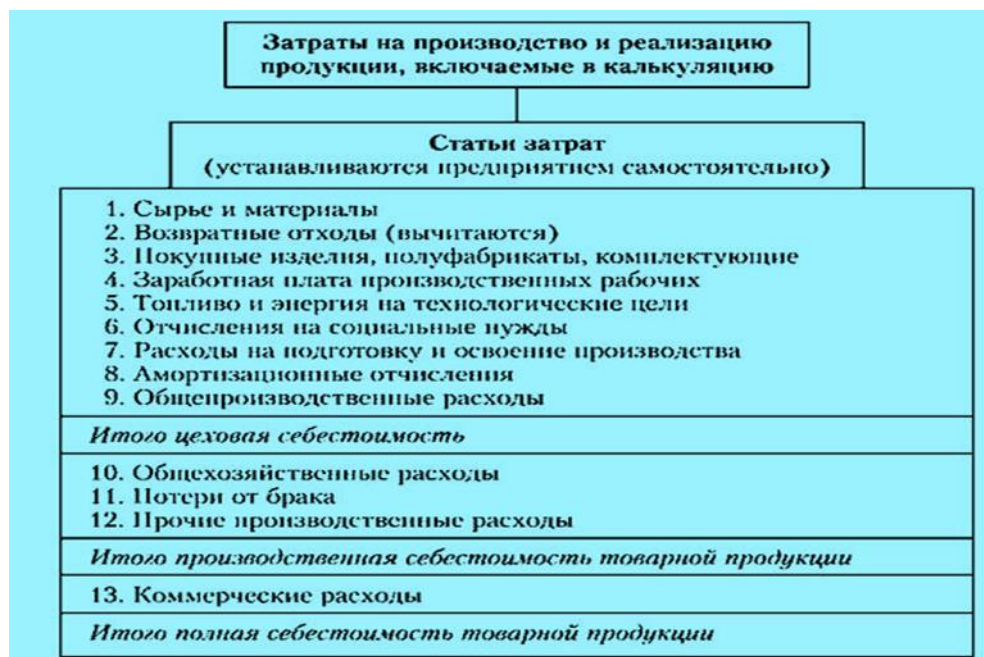 Затраты на производство и реализацию
продукции, включаемые в калькуляцию
Статьи затрат
(устанавливаются предприятием самостоятельно)
1. Сырье и материалы
2. Возвратные отходы (вычитаются)
3. Покупные изделия, полуфабрикаты, комплектующие
4. Заработная плата производственных рабочих
5. Топливо и энергия на технологические цели
6. Отчисления на социальные нужды
7. Расходы на подготовку и освоение производства
8. Амортизационные отчисления
9. Общепроизводственные расходы
Итого цеховая себестоимость
10. Общехозяйственные расходы
11. Потери от брака
12. Прочие производственные расходы
Итого производственная себестоимость товарной продукции
13. Коммерческие расходы
Итого полная себестоимость товарной продукции